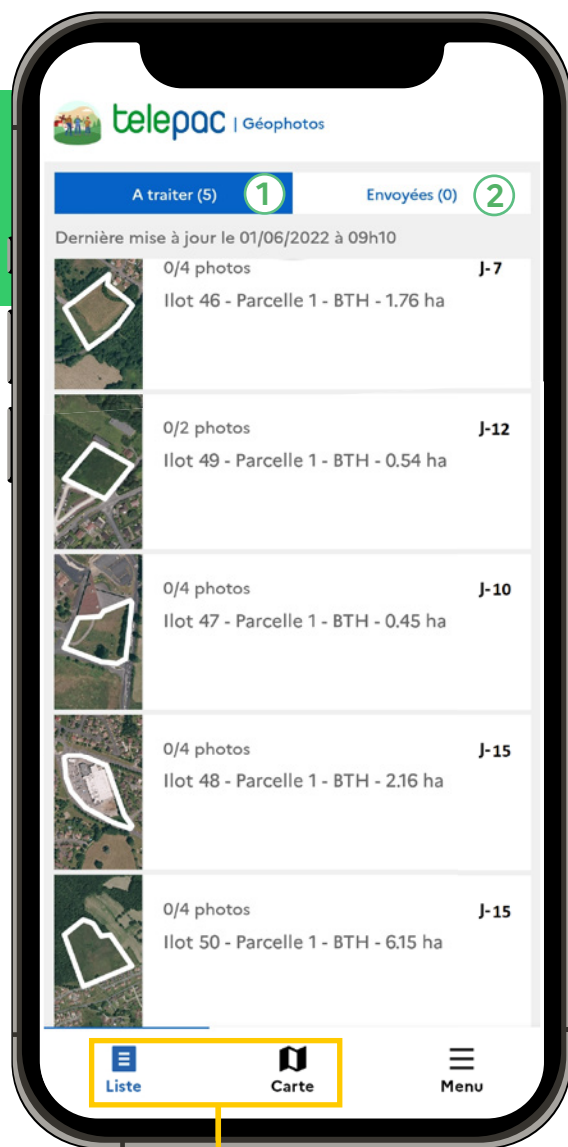 telepac | Géophotos
A traiter (5) 1 Envoyées (0) 2
Dernière mise à jour le 01/06/2022 à 09h10
0/4 photos J-7
Ilot 46 - Parcelle 1 - BTH - 1.76 ha
0/2 photos J-12
Ilot 49 - Parcelle 1 - BTH - 0.54 ha
0/4 photos J-10
Ilot 47 - Parcelle 1 - BTH - 0.45 ha
0/4 photos J-15
Ilot 48 - Parcelle 1 - BTH - 2.16 ha
0/4 photos J-15
Ilot 50 - Parcelle 1 - BTH - 6.15 ha
Liste Carte Menu